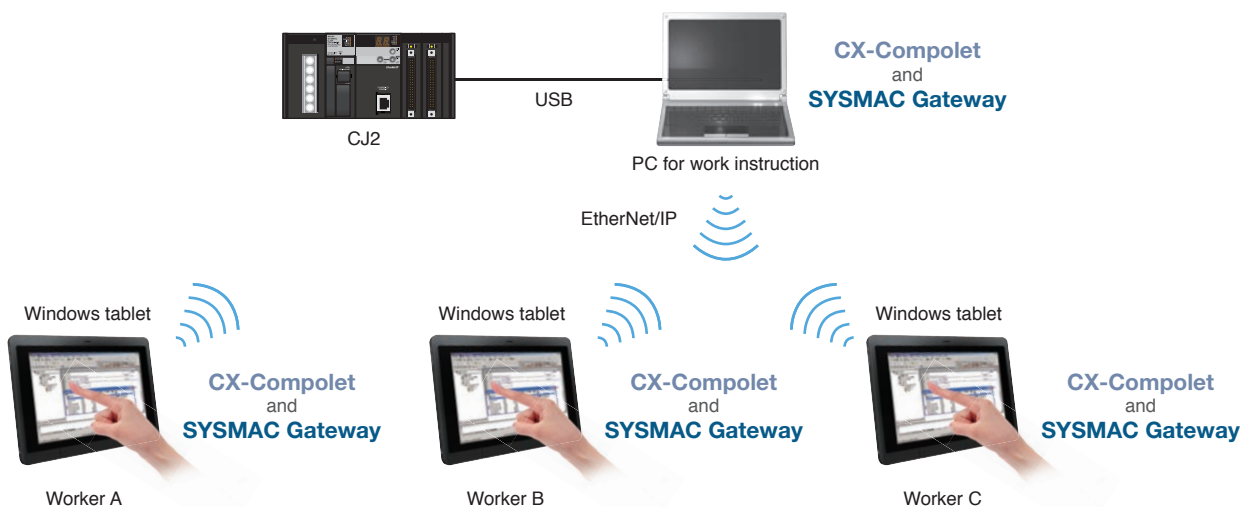 CX-Compolet
and
SYSMAC Gateway
USB
CJ2
PC for work instruction
EtherNet/IP
Windows tablet
Windows tablet
Windows tablet
CX-Compolet
and
SYSMAC Gateway
CX-Compolet
and
SYSMAC Gateway
CX-Compolet
and
SYSMAC Gateway
Worker A
Worker B
Worker C